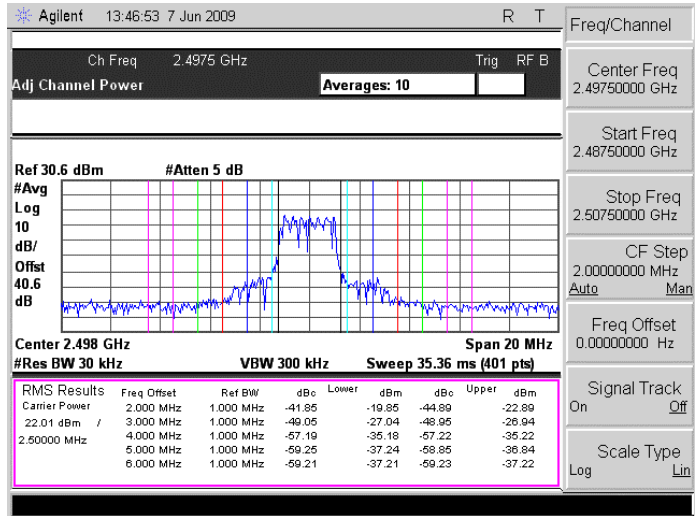 Agilent 13:46:53 7 Jun 2009 R T
Freq/Channel
Ch Freq 2.4975 GHz Trig RF B
Adj Channel Power Averages: 10
Center Freq
2.49750000 GHz
Start Freq
2.48750000 GHz
Stop Freq
2.50750000 GHz
CF Step
2.00000000 MHz
Auto Man
Freq Offset
0.00000000 Hz
Signal Track
On Off
Scale Type
Log Lin
Ref 30.6 dBm #Atten 5 dB
#Avg
Log
10
dB/
Offst
40.6
dB
Center 2.498 GHz Span 20 MHz
#Res BW 30 kHz VBW 300 kHz Sweep 35.36 ms (401 pts)
RMS Results Freq Offset Ref BW dBc Lower dBm dBc Upper dBm
Carrier Power 2.000 MHz 1.000 MHz -41.85 -19.85 -44.89 -22.89
22.01 dBm / 3.000 MHz 1.000 MHz -49.05 -27.04 -48.95 -26.94
2.50000 MHz 4.000 MHz 1.000 MHz -57.19 -35.18 -57.22 -35.22
5.000 MHz 1.000 MHz -59.25 -37.24 -58.85 -36.84
6.000 MHz 1.000 MHz -59.21 -37.21 -59.23 -37.22